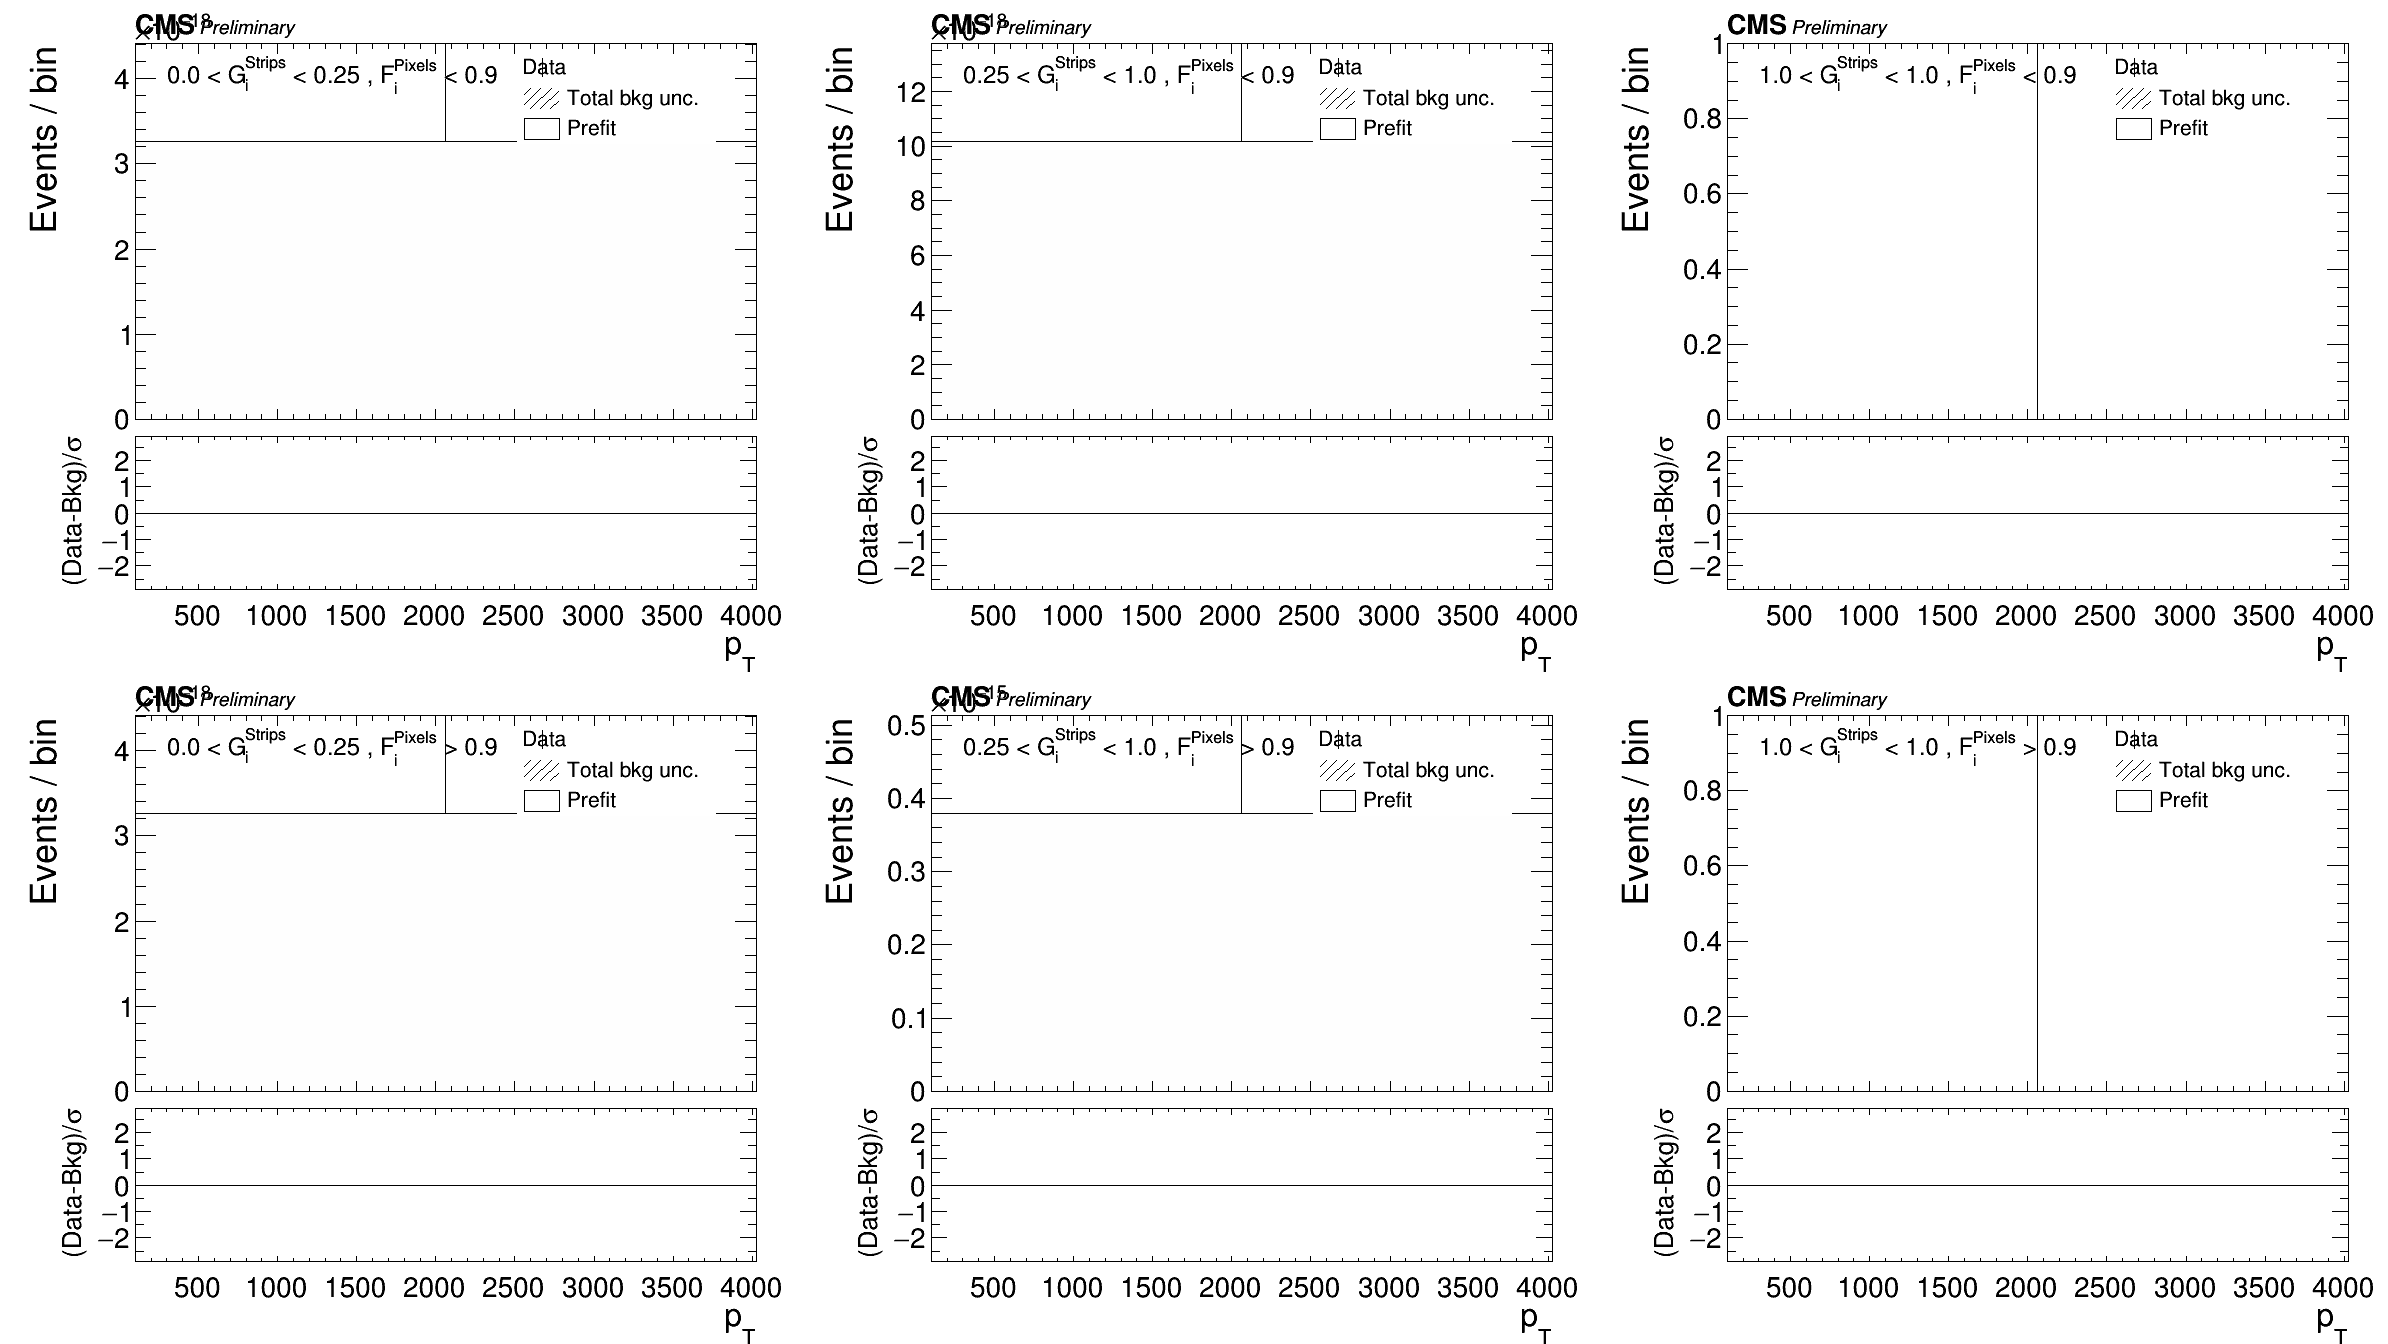 CMS Preliminary
Events / bin
0.0 < G_i^Strips < 0.25 , F_i^Pixels < 0.9
Data
Total bkg unc.
Prefit
4
3
2
1
0
(Data-Bkg)/σ
2
1
0
−1
−2
500 1000 1500 2000 2500 3000 3500 4000
p_T
CMS Preliminary
Events / bin
0.25 < G_i^Strips < 1.0 , F_i^Pixels < 0.9
Data
Total bkg unc.
Prefit
12
10
8
6
4
2
0
(Data-Bkg)/σ
2
1
0
−1
−2
500 1000 1500 2000 2500 3000 3500 4000
p_T
CMS Preliminary
Events / bin
1.0 < G_i^Strips < 1.0 , F_i^Pixels < 0.9
Data
Total bkg unc.
Prefit
1
0.8
0.6
0.4
0.2
0
(Data-Bkg)/σ
2
1
0
−1
−2
500 1000 1500 2000 2500 3000 3500 4000
p_T
CMS Preliminary
Events / bin
0.0 < G_i^Strips < 0.25 , F_i^Pixels > 0.9
Data
Total bkg unc.
Prefit
4
3
2
1
0
(Data-Bkg)/σ
2
1
0
−1
−2
500 1000 1500 2000 2500 3000 3500 4000
p_T
CMS Preliminary
Events / bin
0.25 < G_i^Strips < 1.0 , F_i^Pixels > 0.9
Data
Total bkg unc.
Prefit
0.5
0.4
0.3
0.2
0.1
0
(Data-Bkg)/σ
2
1
0
−1
−2
500 1000 1500 2000 2500 3000 3500 4000
p_T
CMS Preliminary
Events / bin
1.0 < G_i^Strips < 1.0 , F_i^Pixels > 0.9
Data
Total bkg unc.
Prefit
1
0.8
0.6
0.4
0.2
0
(Data-Bkg)/σ
2
1
0
−1
−2
500 1000 1500 2000 2500 3000 3500 4000
p_T